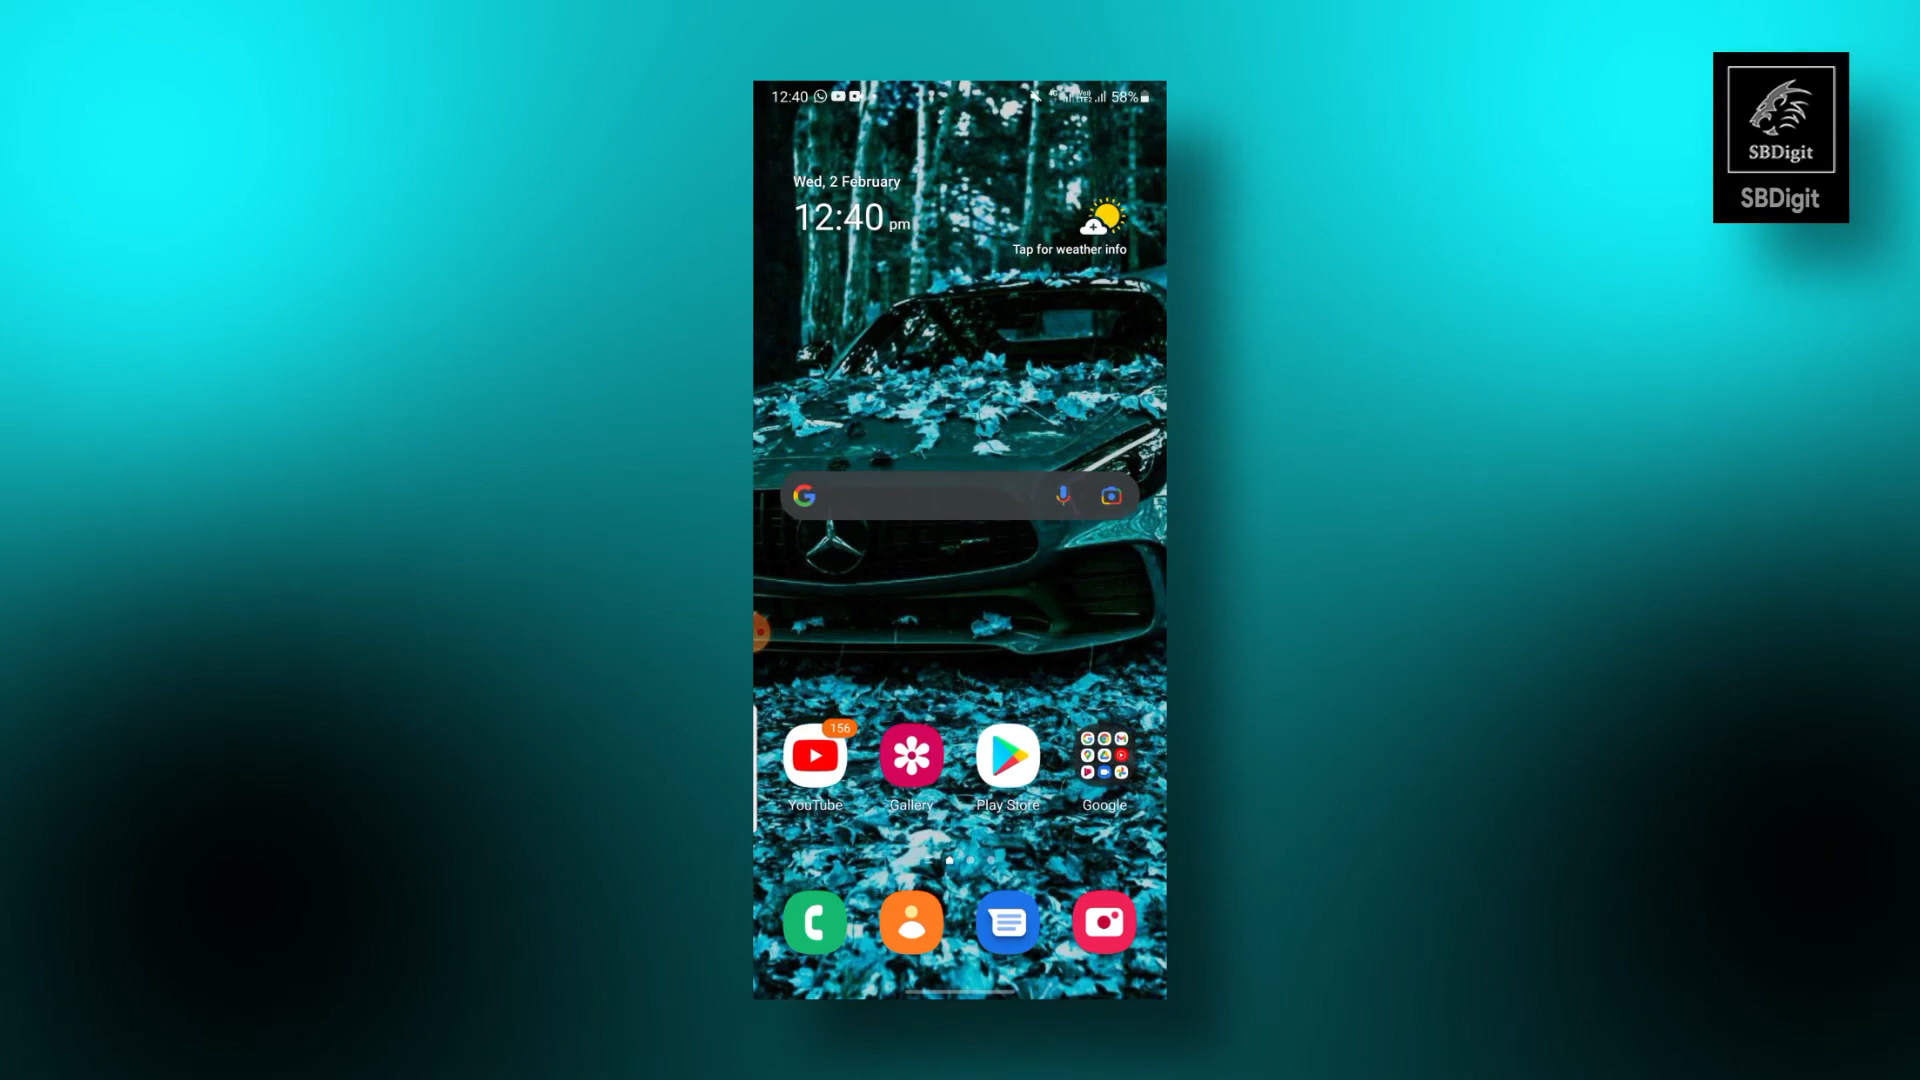 12:40
58%
SBDigit
SBDigit
Wed, 2 February
12:40 pm
Tap for weather info
156
YouTube
Gallery
Play Store
Google